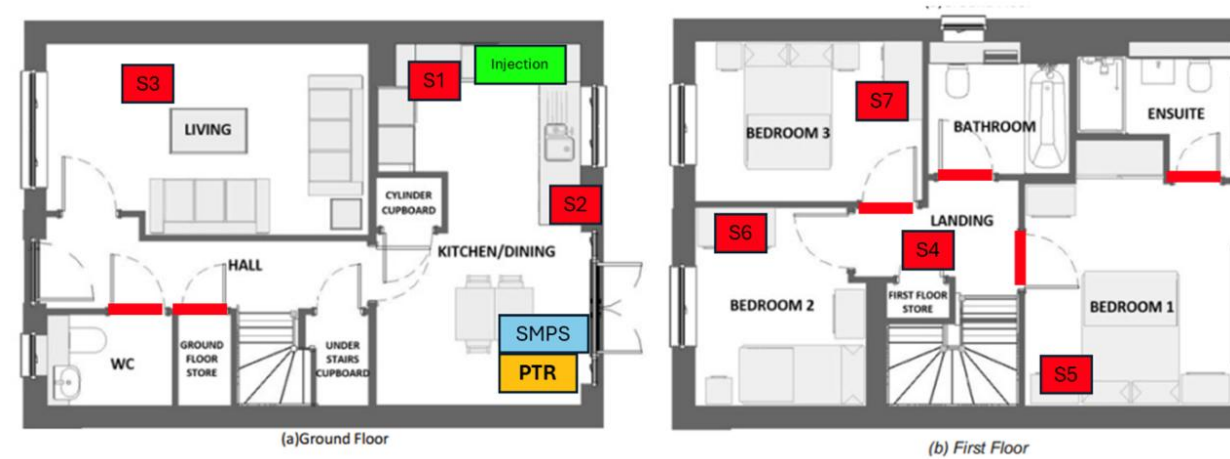 S3
S1
Injection
LIVING
CYLINDER
CUPBOARD
S2
KITCHEN/DINING
HALL
WC
GROUND
FLOOR
STORE
UNDER
STAIRS
CUPBOARD
SMPS
PTR
(a)Ground Floor
S7
BEDROOM 3
BATHROOM
ENSUITE
S6
LANDING
S4
BEDROOM 2
FIRST FLOOR
STORE
BEDROOM 1
S5
(b) First Floor